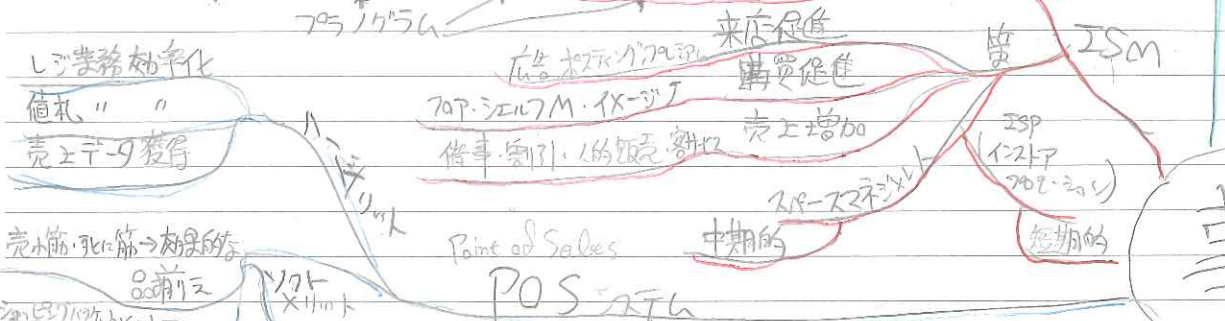 プラノグラム
レジ業務効率化
値札 〃 〃
売上データ獲得
ハードメリット
売れ筋・死に筋→効果的な
品揃え
ソフト
メリット
Point od Sales
POSシステム
来店促進
広告 ポスティング プレミアム
購買促進
フロア・シェルフM・イメージ
売上増加
催事・割引・人的販売・
策
ISM
スペースマネジメント
中期的
ISP
(インストア
プロモーション)
短期的